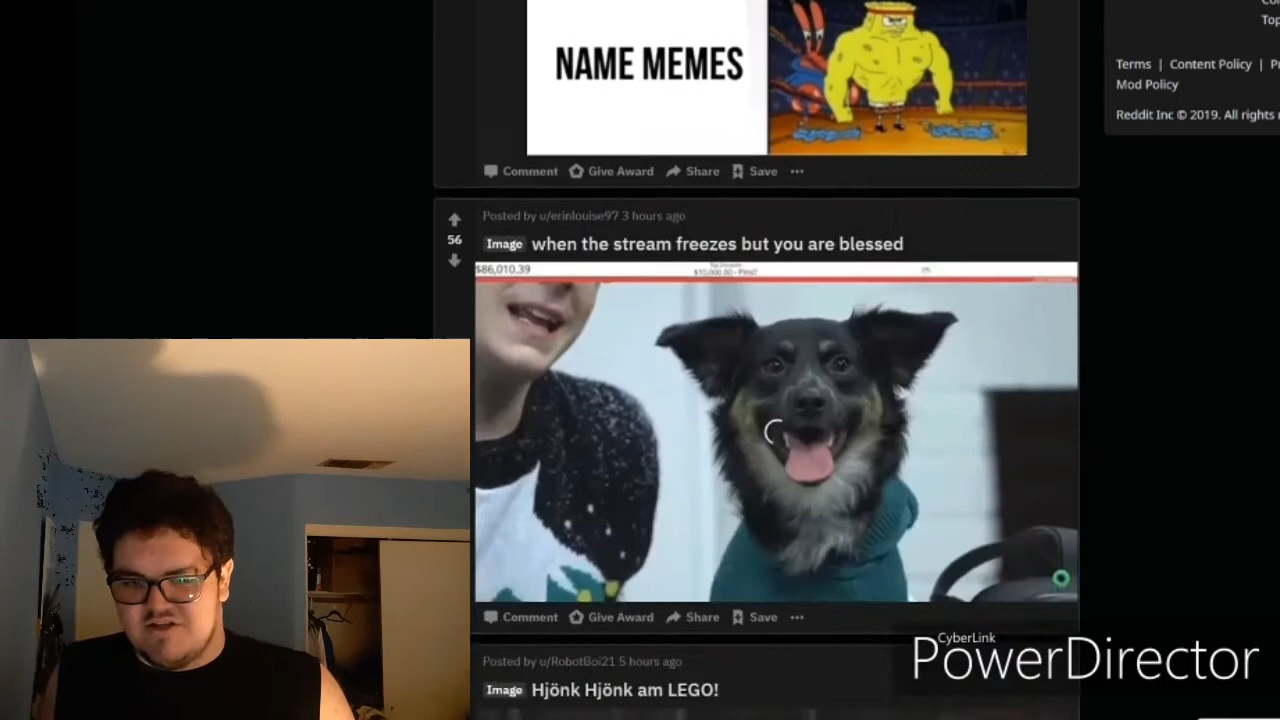 NAME MEMES
Terms | Content Policy |
Mod Policy
Reddit Inc © 2019. All rights
Comment Give Award Share Save
Posted by u/erinlouise97 3 hours ago
56
Image when the stream freezes but you are blessed
$86,010.39
Comment Give Award Share Save
Posted by u/RobotBoi21 5 hours ago
Image Hjönk Hjönk am LEGO!
CyberLink
PowerDirector